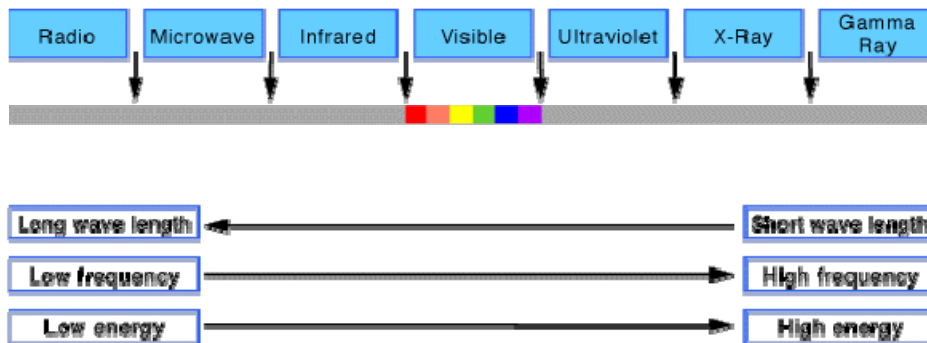 Radio
Microwave
Infrared
Visible
Ultraviolet
X-Ray
Gamma
Ray
Long wave length
Short wave length
Low frequency
High frequency
Low energy
High energy